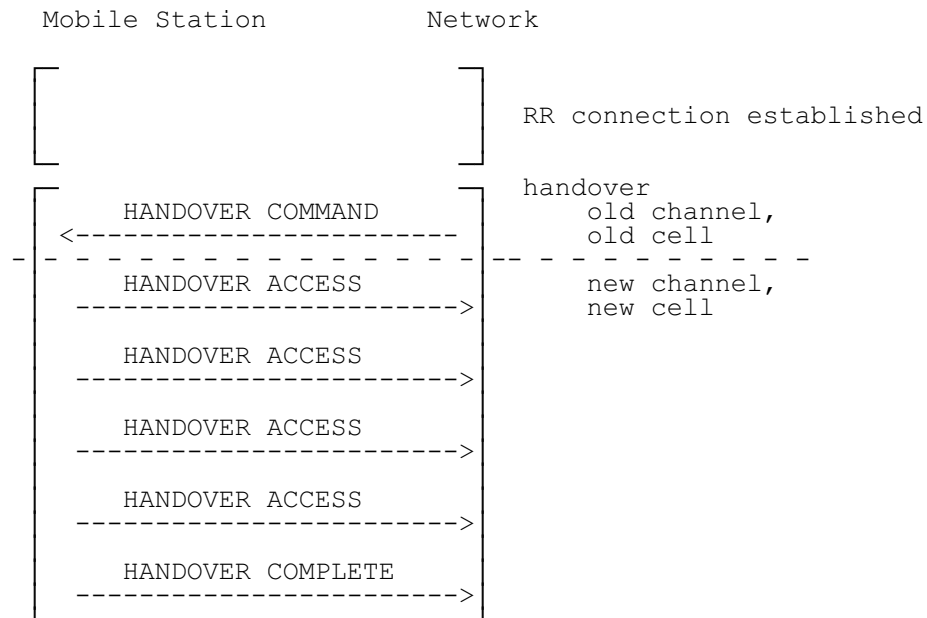 Mobile Station Network
RR connection established
handover
HANDOVER COMMAND old channel,
old cell
HANDOVER ACCESS new channel,
new cell
HANDOVER ACCESS
HANDOVER ACCESS
HANDOVER ACCESS
HANDOVER COMPLETE